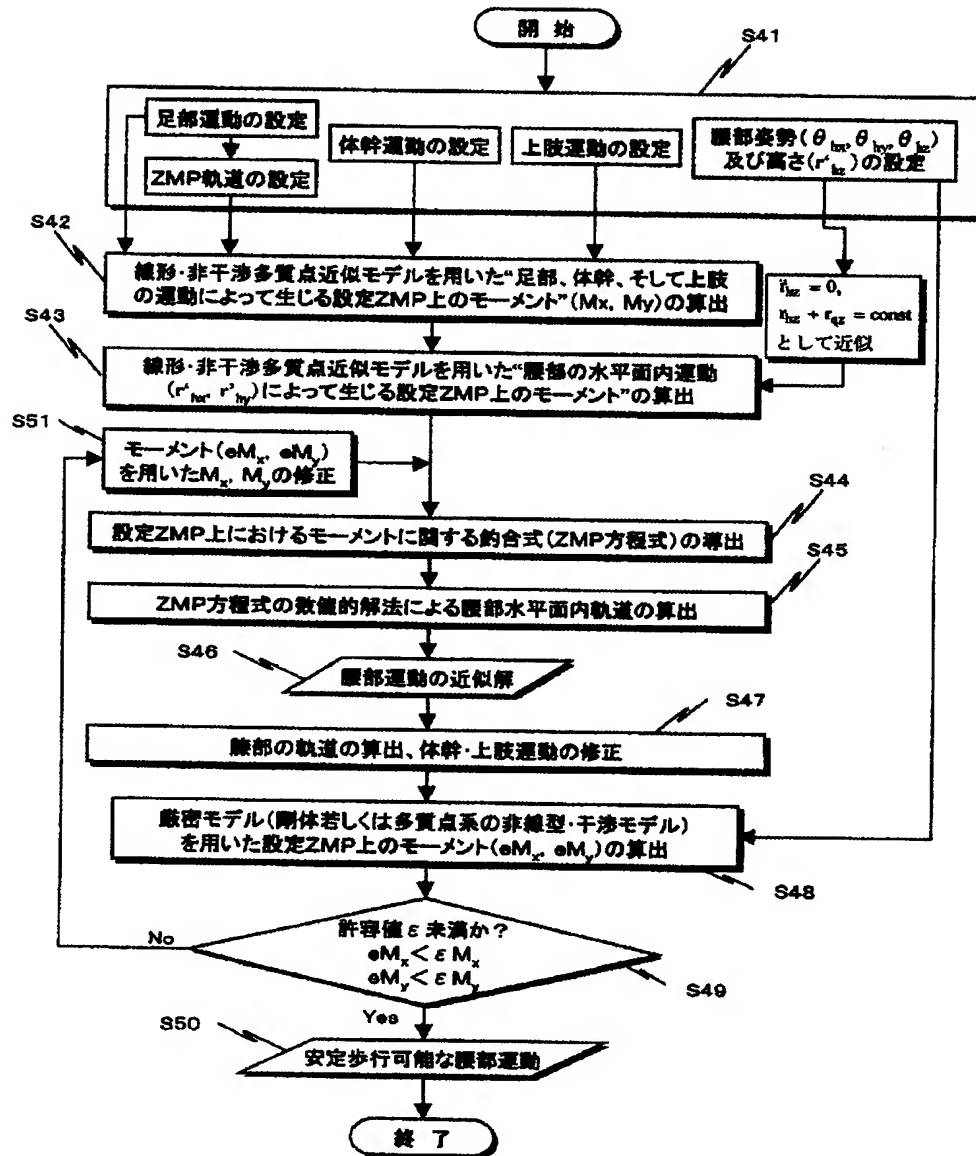 開 始
S41
足部運動の設定
ZMP軌道の設定
体幹運動の設定
上肢運動の設定
腰部姿勢(θhx, θhy, θhz)
及び高さ(r'hz)の設定
S42
線形・非干渉多質点近似モデルを用いた“足部、体幹、そして上肢
の運動によって生じる設定ZMP上のモーメント”(Mx, My)の算出
r̈hz = 0,
rhz + rqz = const
として近似
S43
線形・非干渉多質点近似モデルを用いた“腰部の水平面内運動
(r'hx, r'hy)によって生じる設定ZMP上のモーメント”の算出
S51
モーメント(eMx, eMy)
を用いたMx, Myの修正
S44
設定ZMP上におけるモーメントに関する釣合式(ZMP方程式)の導出
S45
ZMP方程式の数値的解法による腰部水平面内軌道の算出
S46
腰部運動の近似解
S47
膝部の軌道の算出、体幹・上肢運動の修正
厳密モデル(剛体若しくは多質点系の非線型・干渉モデル)
を用いた設定ZMP上のモーメント(eMx, eMy)の算出
S48
No
許容値ε未満か?
eMx < εMx
eMy < εMy
S49
Yes
S50
安定歩行可能な腰部運動
終 了